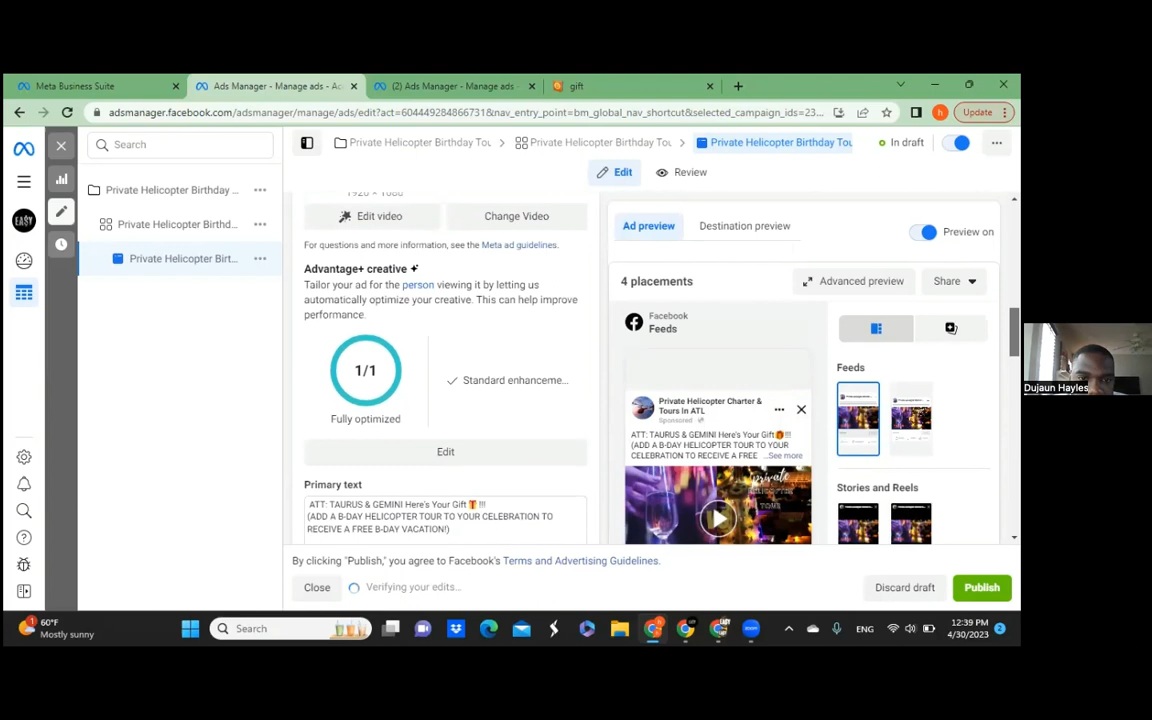 Meta Business Suite
Ads Manager - Manage ads - Ac
(2) Ads Manager - Manage ads -
gift
adsmanager.facebook.com/adsmanager/manage/ads/edit?act=604449284866731&nav_entry_point=bm_global_nav_shortcut&selected_campaign_ids=23...
h
Update
Search
Private Helicopter Birthday Tou
Private Helicopter Birthday Tou
Private Helicopter Birthday Tou
In draft
Edit
Review
Private Helicopter Birthday ...
Private Helicopter Birthd...
Private Helicopter Birt...
EASY
Edit video
Change Video
For questions and more information, see the Meta ad guidelines.
Advantage+ creative
Tailor your ad for the person viewing it by letting us
automatically optimize your creative. This can help improve
performance.
1/1
Fully optimized
Standard enhanceme...
Edit
Primary text
ATT: TAURUS & GEMINI Here's Your Gift🎁!!!
(ADD A B-DAY HELICOPTER TOUR TO YOUR CELEBRATION TO
RECEIVE A FREE B-DAY VACATION!)
Ad preview
Destination preview
Preview on
4 placements
Advanced preview
Share
Facebook
Feeds
Private Helicopter Charter &
Tours in ATL
Sponsored
ATT: TAURUS & GEMINI Here's Your Gift🎁!!!
(ADD A B-DAY HELICOPTER TOUR TO YOUR
CELEBRATION TO RECEIVE A FREE ...See more
private
HELICOPTER
TOUR
Feeds
Stories and Reels
By clicking "Publish," you agree to Facebook's Terms and Advertising Guidelines.
Close
Verifying your edits...
Discard draft
Publish
Dujaun Hayles
1
60°F
Mostly sunny
Search
ENG
12:39 PM
4/30/2023
2